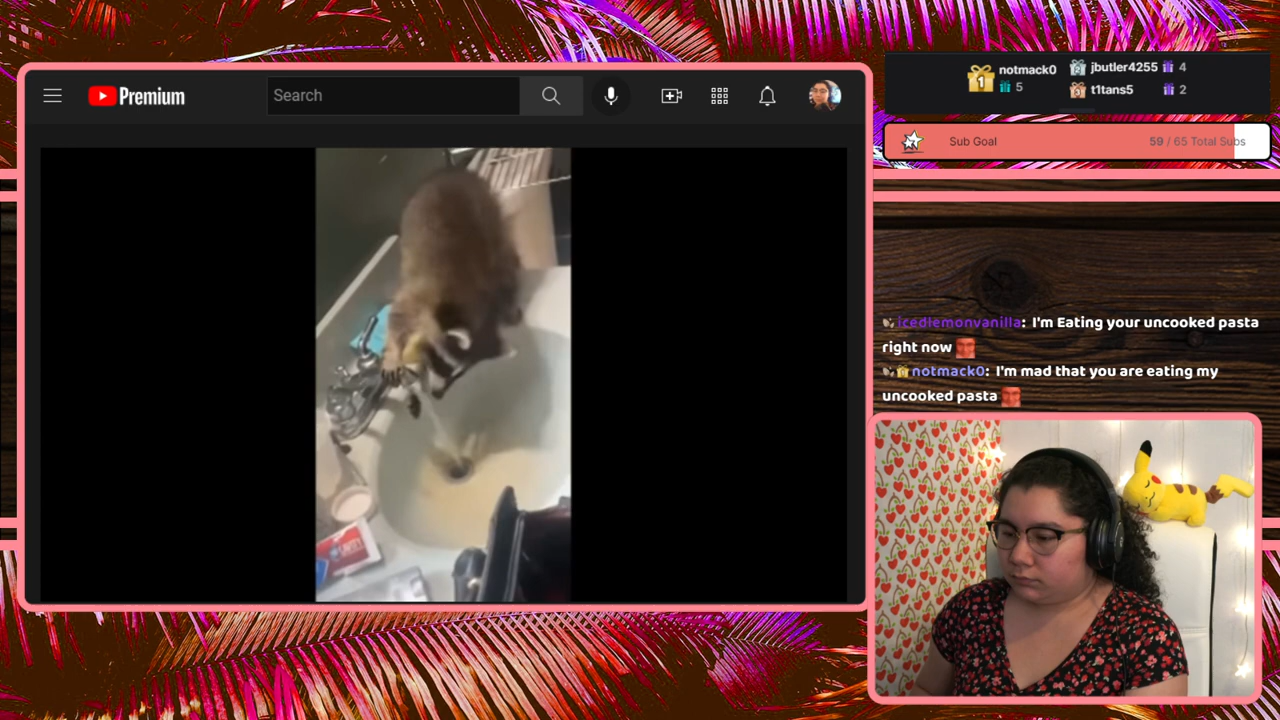 Premium
Search
notmack0
5
jbutler4255 4
t1tans5 2
1
Sub Goal
59 / 65 Total Subs
icedlemonvanilla: I'm Eating your uncooked pasta
right now
notmack0: I'm mad that you are eating my
uncooked pasta